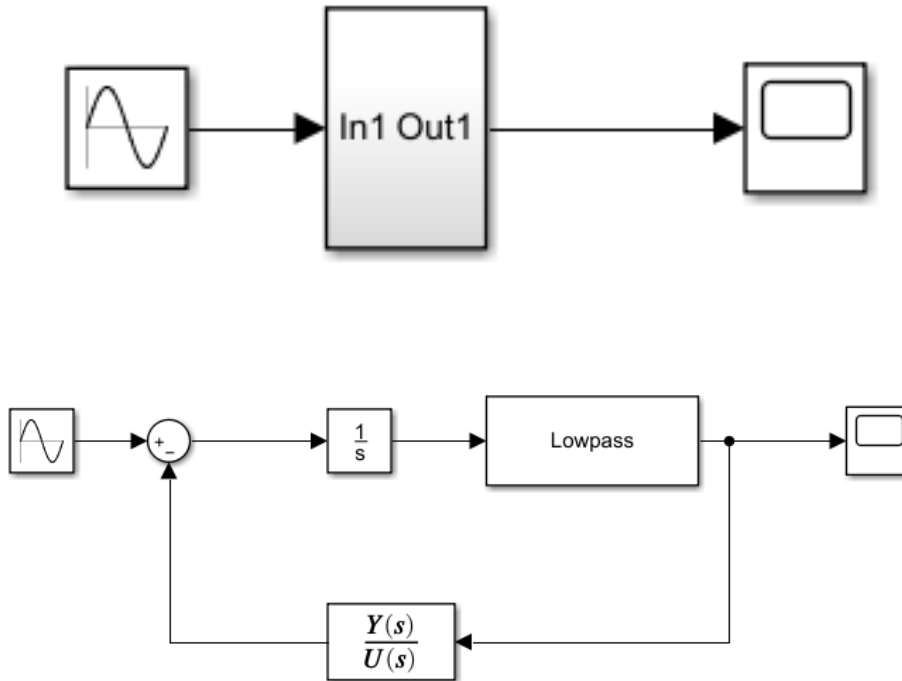 In1 Out1
+
−
1
s
Lowpass
Y(s)
U(s)